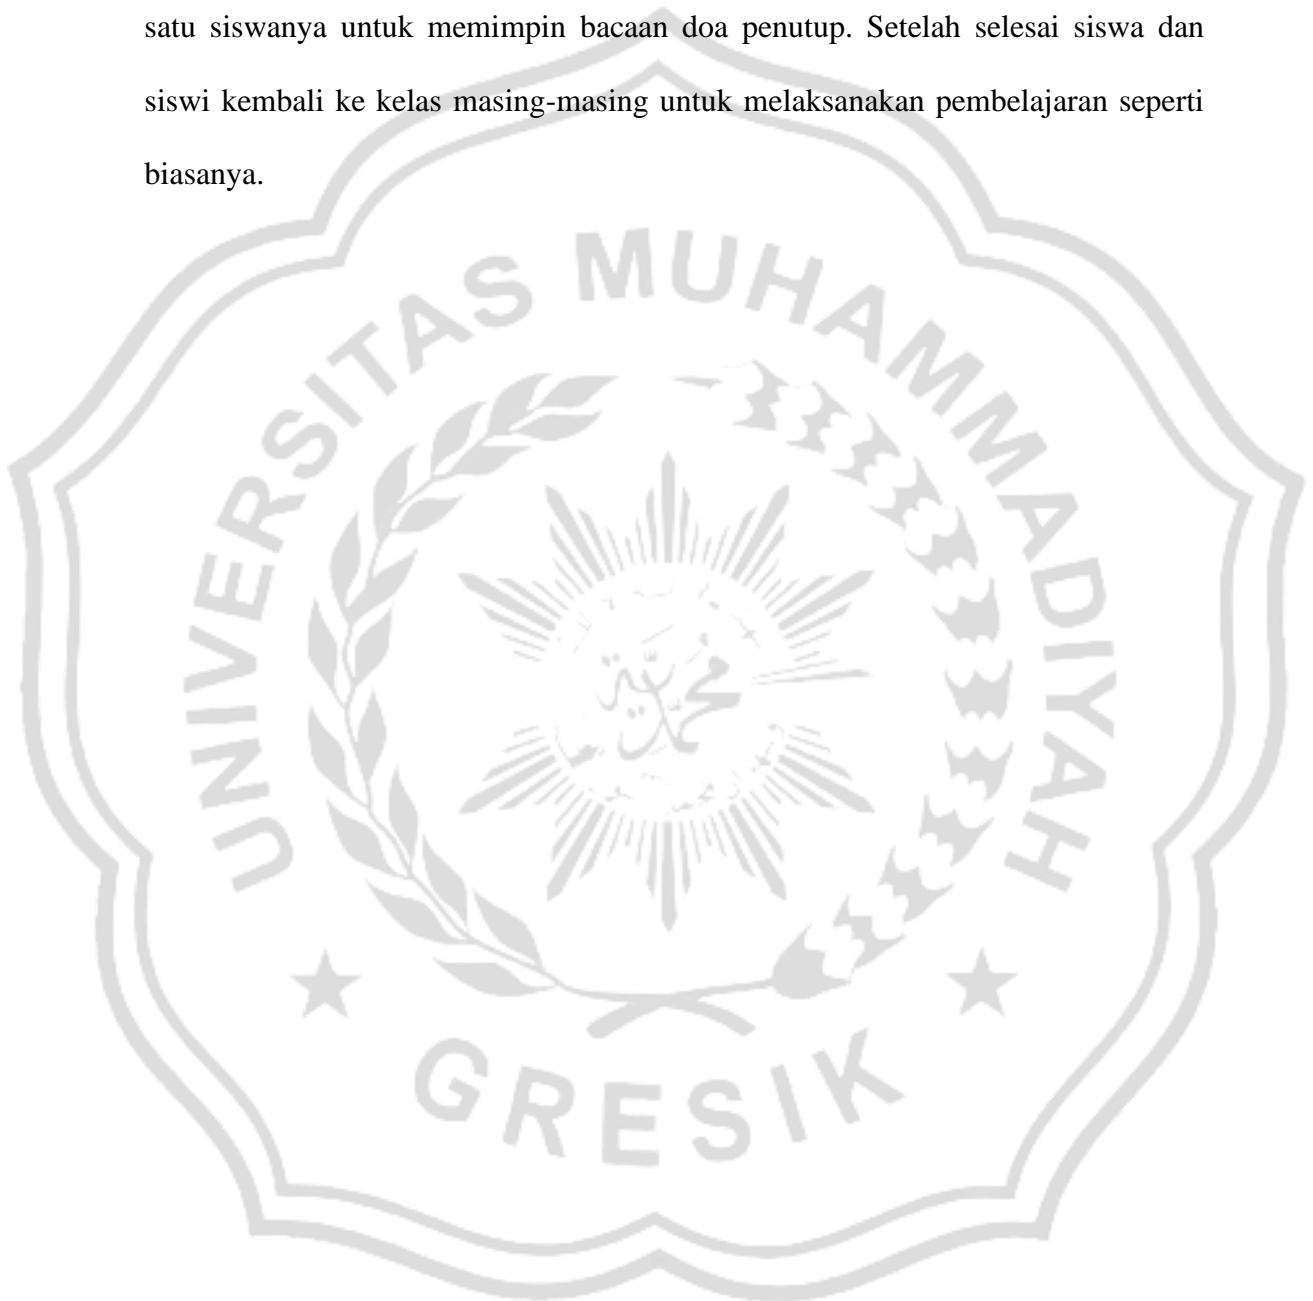 satu siswanya untuk memimpin bacaan doa penutup. Setelah selesai siswa dan
siswi kembali ke kelas masing-masing untuk melaksanakan pembelajaran seperti
biasanya.
UNIVERSITAS MUHAMMADIYAH
محمدية
GRESIK